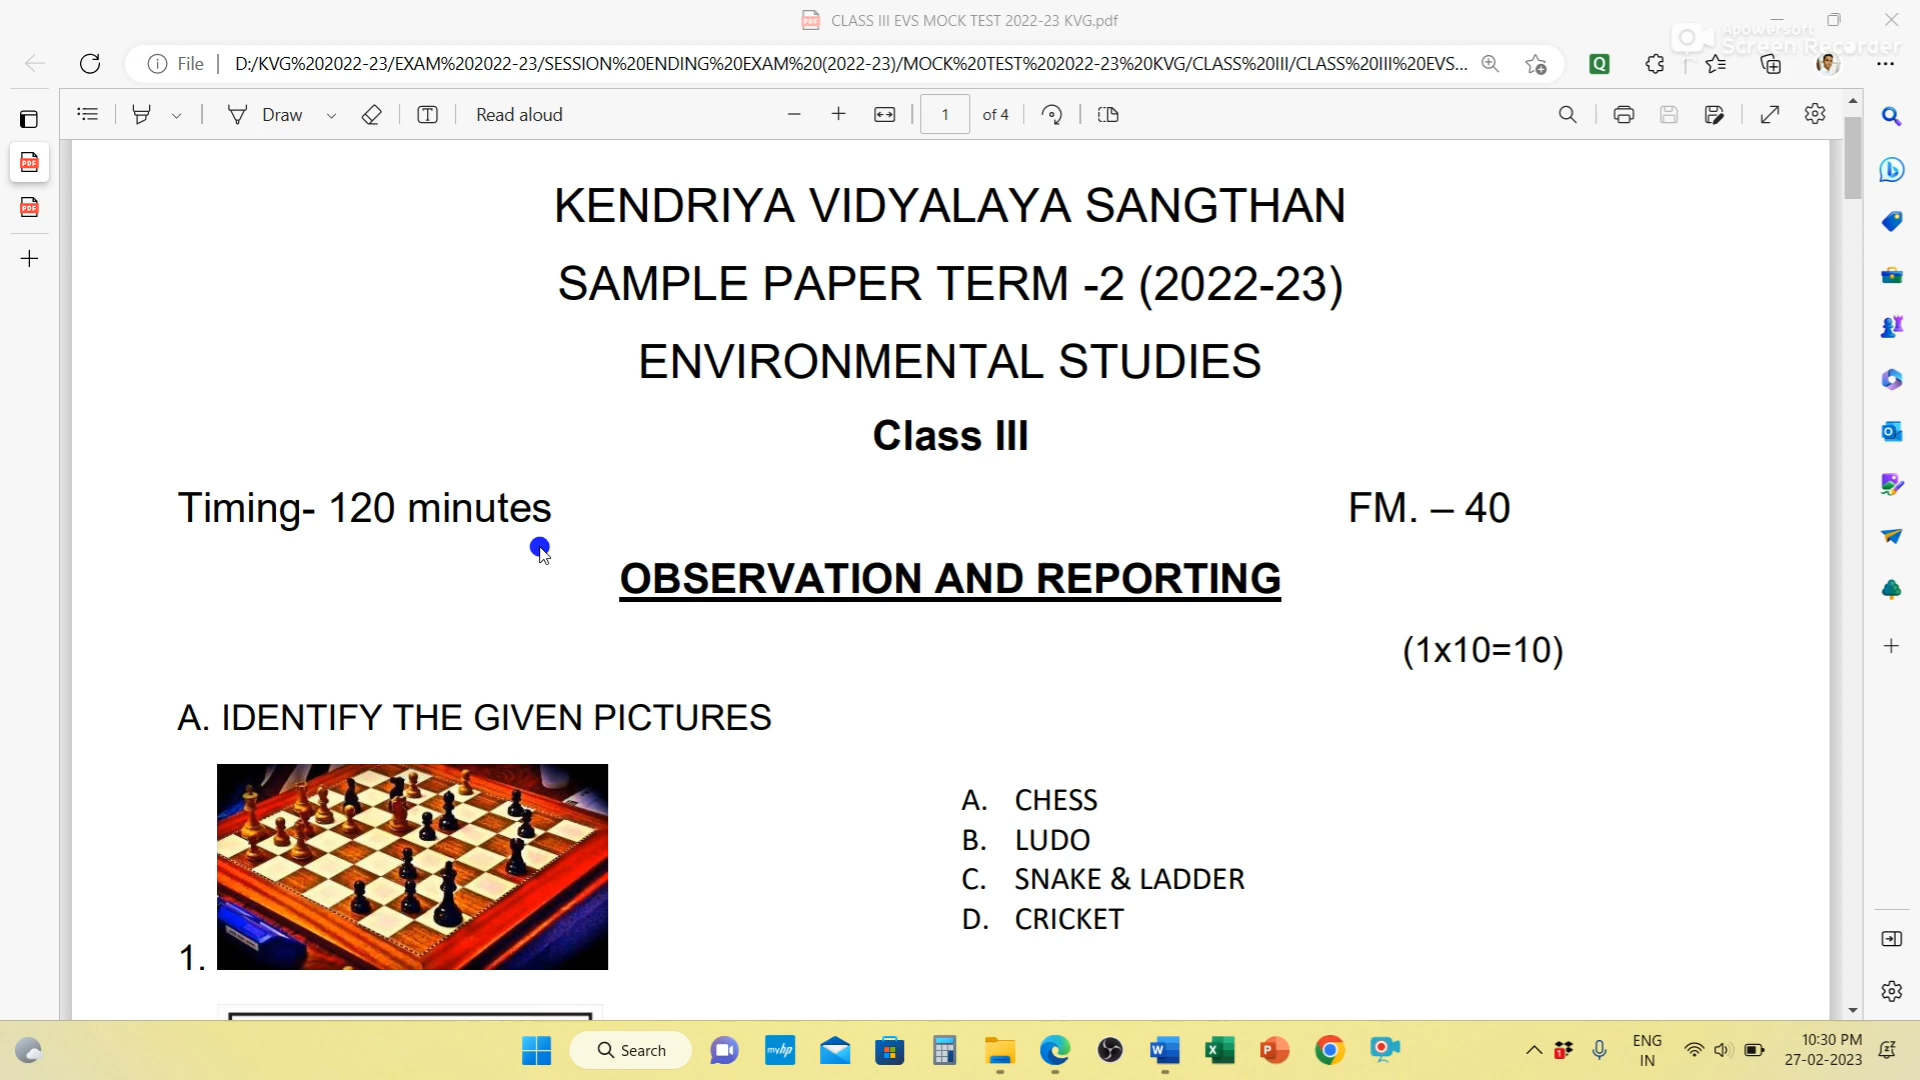 CLASS III EVS MOCK TEST 2022-23 KVG.pdf
Apowersoft
Screen Recorder
File
D:/KVG%202022-23/EXAM%202022-23/SESSION%20ENDING%20EXAM%20(2022-23)/MOCK%20TEST%202022-23%20KVG/CLASS%20III/CLASS%20III%20EVS...
Draw
Read aloud
1 of 4
KENDRIYA VIDYALAYA SANGTHAN
SAMPLE PAPER TERM -2 (2022-23)
ENVIRONMENTAL STUDIES
Class III
Timing- 120 minutes FM. – 40
OBSERVATION AND REPORTING
(1x10=10)
A. IDENTIFY THE GIVEN PICTURES
1.
A. CHESS
B. LUDO
C. SNAKE & LADDER
D. CRICKET
Search
myhp
ENG
IN
10:30 PM
27-02-2023